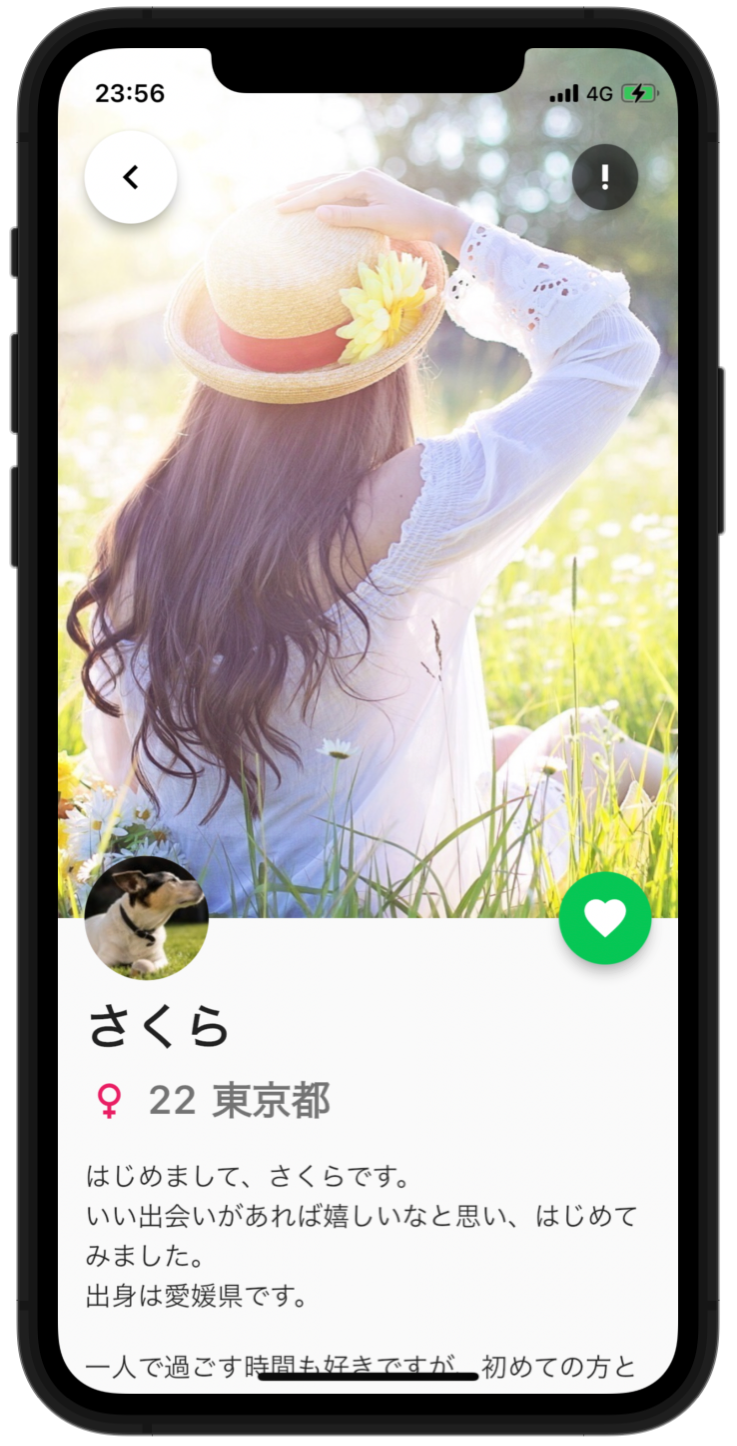 23:56 4G
さくら
22 東京都
はじめまして、さくらです。
いい出会いがあれば嬉しいなと思い、はじめて
みました。
出身は愛媛県です。
一人で過ごす時間も好きですが、初めての方と